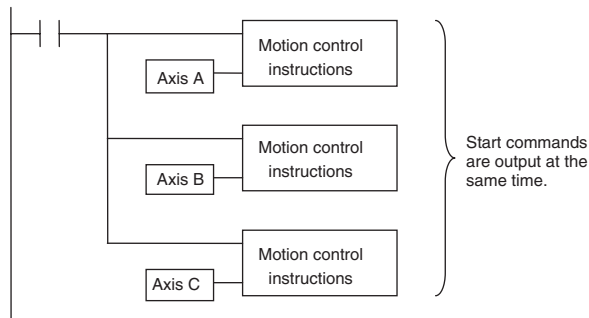 Motion control
instructions
Axis A
Motion control
instructions
Axis B
Motion control
instructions
Axis C
Start commands
are output at the
same time.